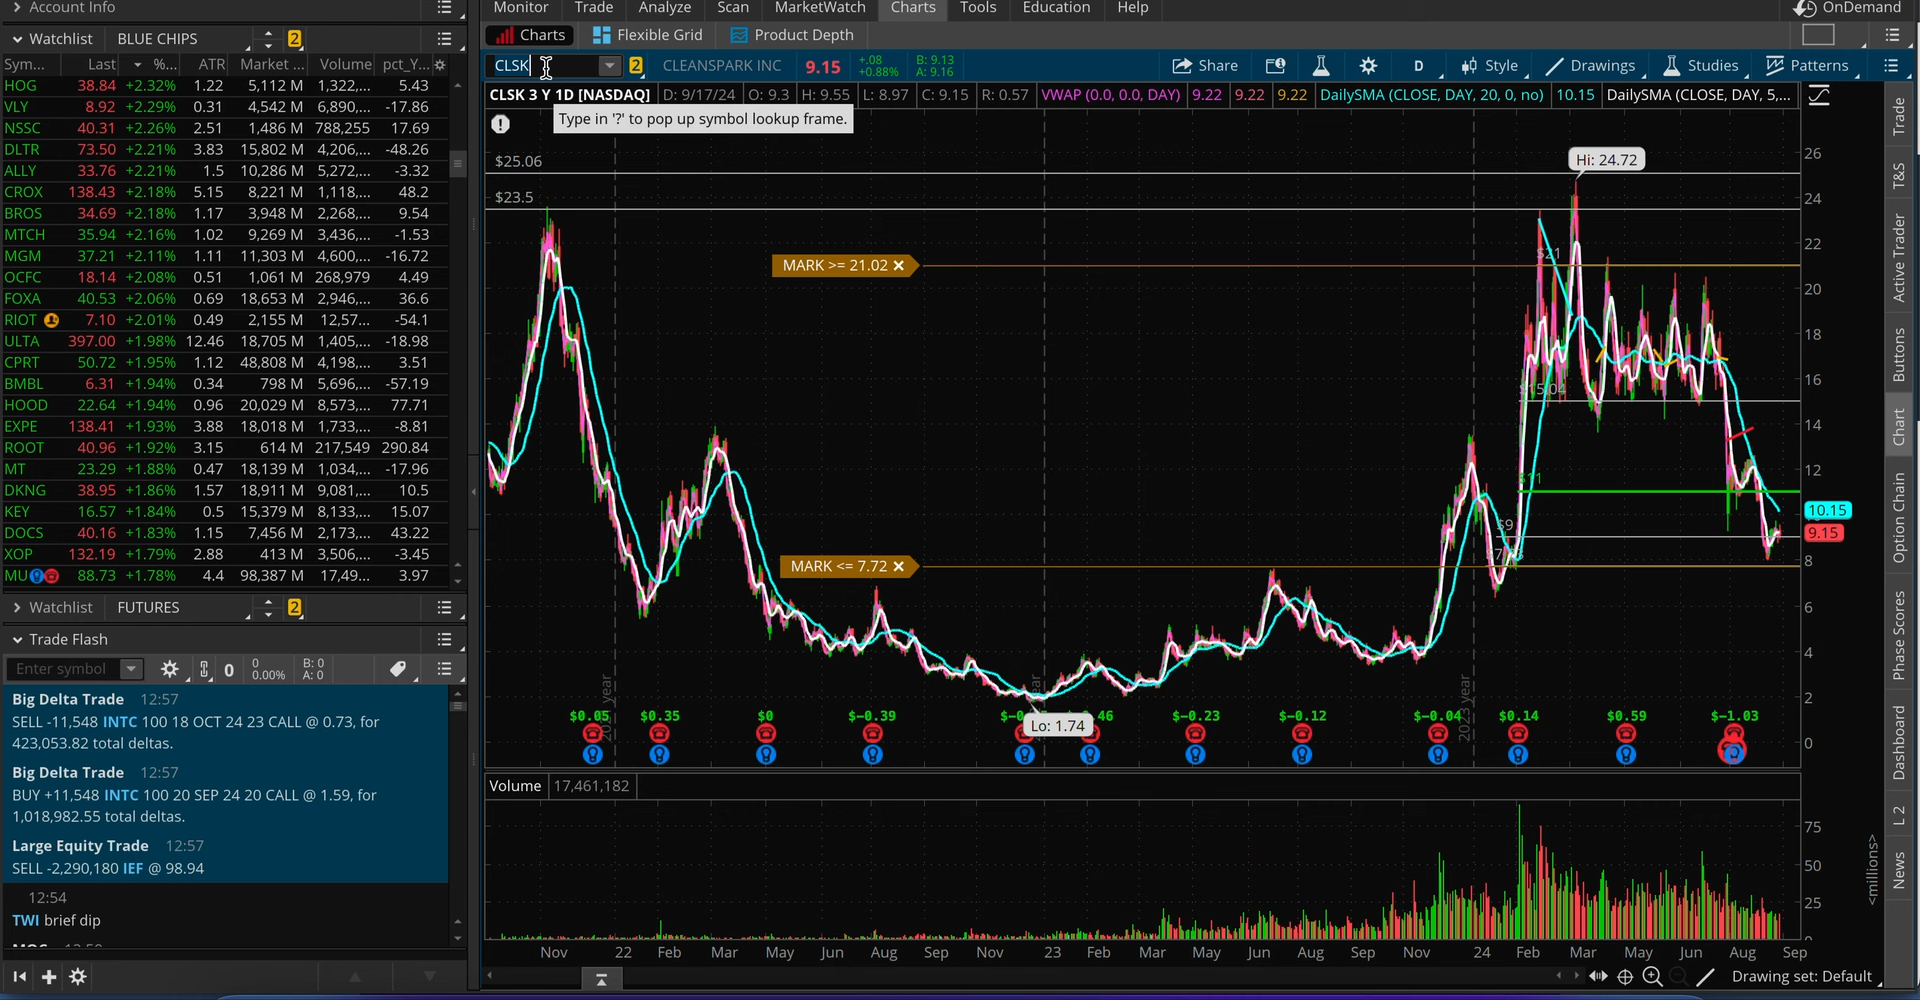 Account Info
Monitor Trade Analyze Scan MarketWatch Charts Tools Education Help OnDemand
Watchlist BLUE CHIPS 2
Charts Flexible Grid Product Depth
Sym... Last %... ATR Market ... Volume pct_Y...
HOG 38.84 +2.32% 1.22 5,112 M 1,322,... 5.43
VLY 8.92 +2.29% 0.31 4,542 M 6,890,... -17.86
NSSC 40.31 +2.26% 2.51 1,486 M 788,255 17.69
DLTR 73.50 +2.21% 3.83 15,802 M 4,206,... -48.26
ALLY 33.76 +2.21% 1.5 10,286 M 5,272,... -3.32
CROX 138.43 +2.18% 5.15 8,221 M 1,118,... 48.2
BROS 34.69 +2.18% 1.17 3,948 M 2,268,... 9.54
MTCH 35.94 +2.16% 1.02 9,269 M 3,436,... -1.53
MGM 37.21 +2.11% 1.11 11,303 M 4,600,... -16.72
OCFC 18.14 +2.08% 0.51 1,061 M 268,979 4.49
FOXA 40.53 +2.06% 0.69 18,653 M 2,946,... 36.6
RIOT 7.10 +2.01% 0.49 2,155 M 12,57... -54.1
ULTA 397.00 +1.98% 12.46 18,705 M 1,405,... -18.98
CPRT 50.72 +1.95% 1.12 48,808 M 4,198,... 3.51
BMBL 6.31 +1.94% 0.34 798 M 5,696,... -57.19
HOOD 22.64 +1.94% 0.96 20,029 M 8,573,... 77.71
EXPE 138.41 +1.93% 3.88 18,018 M 1,733,... -8.81
ROOT 40.96 +1.92% 3.15 614 M 217,549 290.84
MT 23.29 +1.88% 0.47 18,139 M 1,034,... -17.96
DKNG 38.95 +1.86% 1.57 18,911 M 9,081,... 10.5
KEY 16.57 +1.84% 0.5 15,379 M 8,133,... 15.07
DOCS 40.16 +1.83% 1.15 7,456 M 2,173,... 43.22
XOP 132.19 +1.79% 2.88 413 M 3,506,... -3.45
MU 88.73 +1.78% 4.4 98,387 M 17,49... 3.97
Watchlist FUTURES 2
Trade Flash
Enter symbol 0 0 0.00% B: 0 A: 0
Big Delta Trade 12:57
SELL -11,548 INTC 100 18 OCT 24 23 CALL @ 0.73, for
423,053.82 total deltas.
Big Delta Trade 12:57
BUY +11,548 INTC 100 20 SEP 24 20 CALL @ 1.59, for
1,018,982.55 total deltas.
Large Equity Trade 12:57
SELL -2,290,180 IEF @ 98.94
12:54
TWI brief dip
CLSK 2 CLEANSPARK INC 9.15 +.08 +0.88% B: 9.13 A: 9.16 Share D Style Drawings Studies Patterns
CLSK 3 Y 1D [NASDAQ] D: 9/17/24 O: 9.3 H: 9.55 L: 8.97 C: 9.15 R: 0.57 VWAP (0.0, 0.0, DAY) 9.22 9.22 9.22 DailySMA (CLOSE, DAY, 20, 0, no) 10.15 DailySMA (CLOSE, DAY, 5,...
Type in '?' to pop up symbol lookup frame.
$25.06
$23.5
Hi: 24.72
MARK >= 21.02
$21
$15.04
$11
$9
MARK <= 7.72
Lo: 1.74
26
24
22
20
18
16
14
12
10.15
9.15
8
6
4
2
0
2023 year
$0.05 $0.35 $0 $-0.39 $-0.23 $-0.12 $-0.04 $0.14 $0.59 $-1.03
Volume 17,461,182
75
50
25
<millions>
Nov 22 Feb Mar May Jun Aug Sep Nov 23 Feb Mar May Jun Aug Sep Nov 24 Feb Mar May Jun Aug Sep
Drawing set: Default
Trade
T&S
Active Trader
Buttons
Chart
Option Chain
Phase Scores
Dashboard
L 2
News